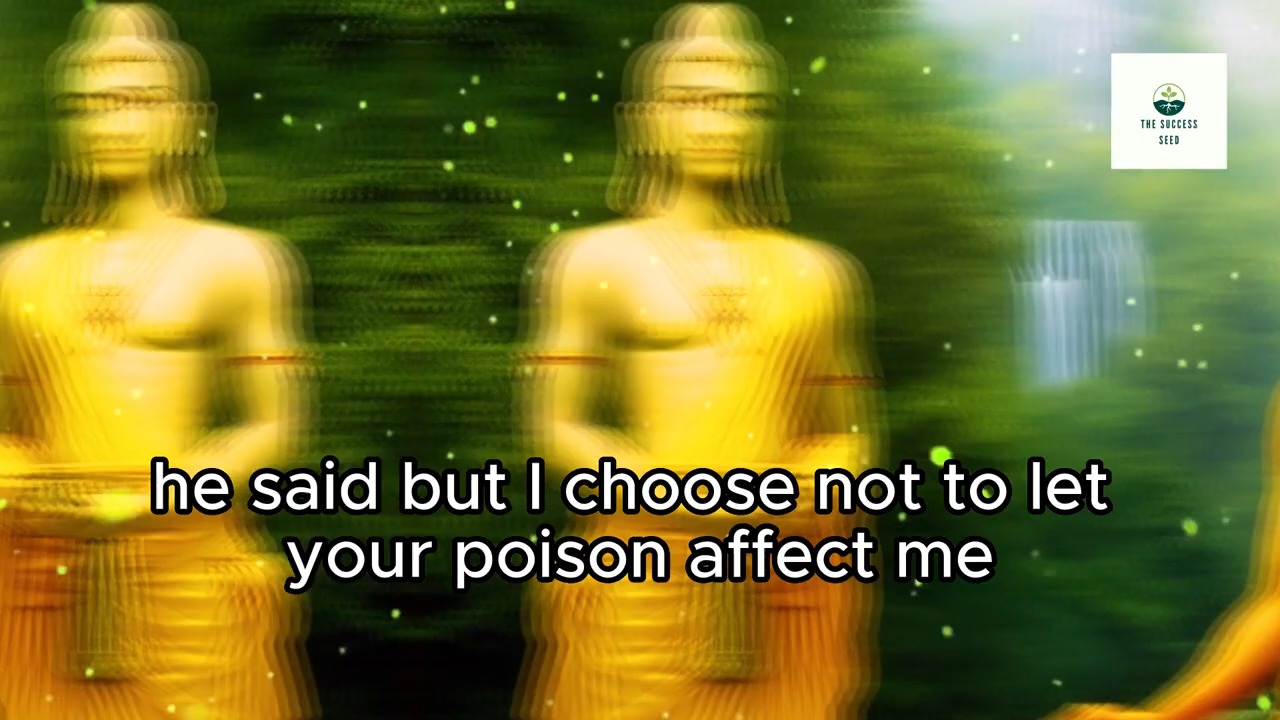 THE SUCCESS
SEED
he said but I choose not to let
your poison affect me